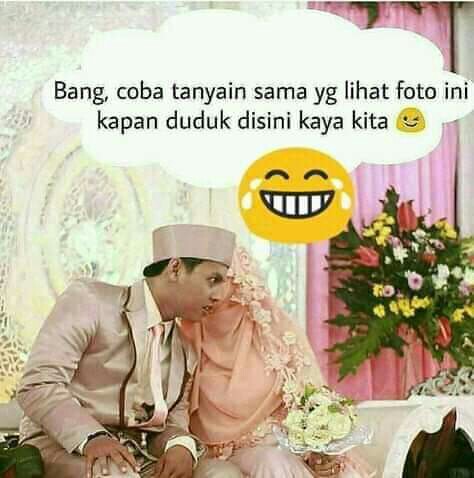 Bang, coba tanyain sama yg lihat foto ini
kapan duduk disini kaya kita 😉